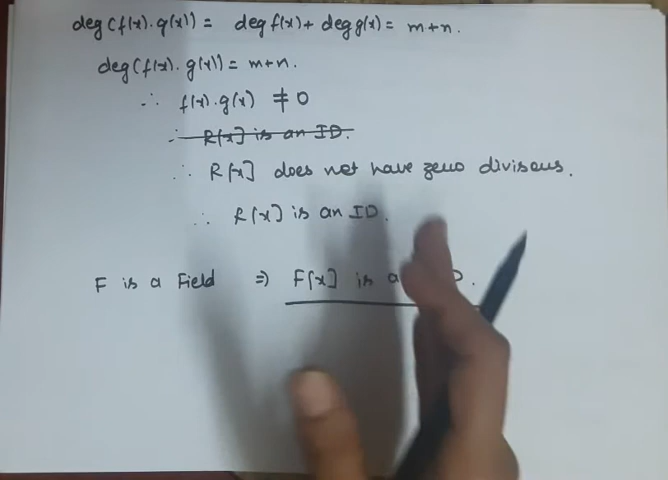 deg(f(x).g(x)) = deg f(x) + deg g(x) = m+n.
deg(f(x).g(x)) = m+n.
∴ f(x).g(x) ≠ 0
∴ R[x] is an ID.
∴ R[x] does not have zero divisors.
∴ R[x] is an ID.
F is a Field ⇒ F[x] is a D.